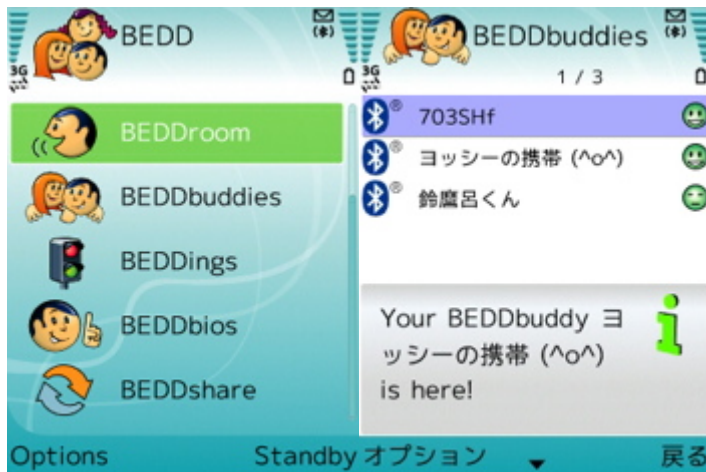 BEDD
3G
BEDDroom
BEDDbuddies
BEDDings
BEDDbios
BEDDshare
Options
Standby
BEDDbuddies
3G
1 / 3
® 703SHf
® ヨッシーの携帯 (^o^)
® 鈴麿呂くん
Your BEDDbuddy ヨ
ッシーの携帯 (^o^)
is here!
オプション
戻る